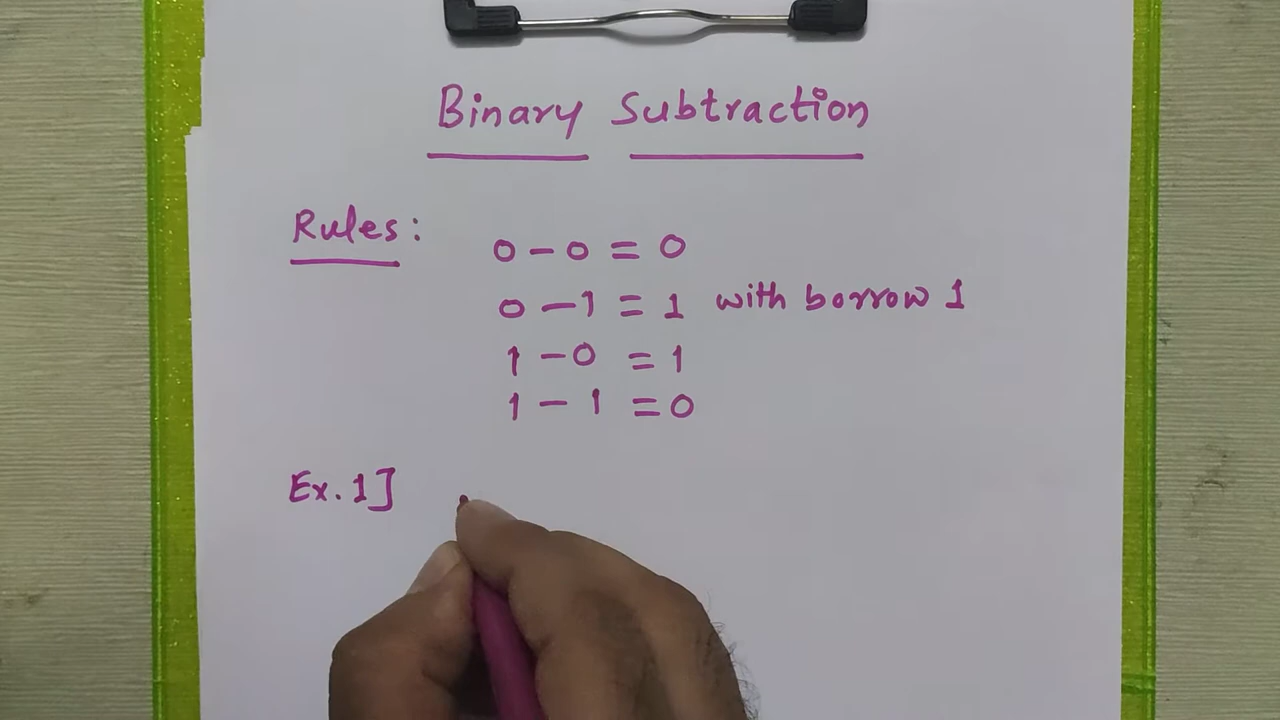 Binary Subtraction
Rules:
0 - 0 = 0
0 - 1 = 1 with borrow 1
1 - 0 = 1
1 - 1 = 0
Ex. 1]